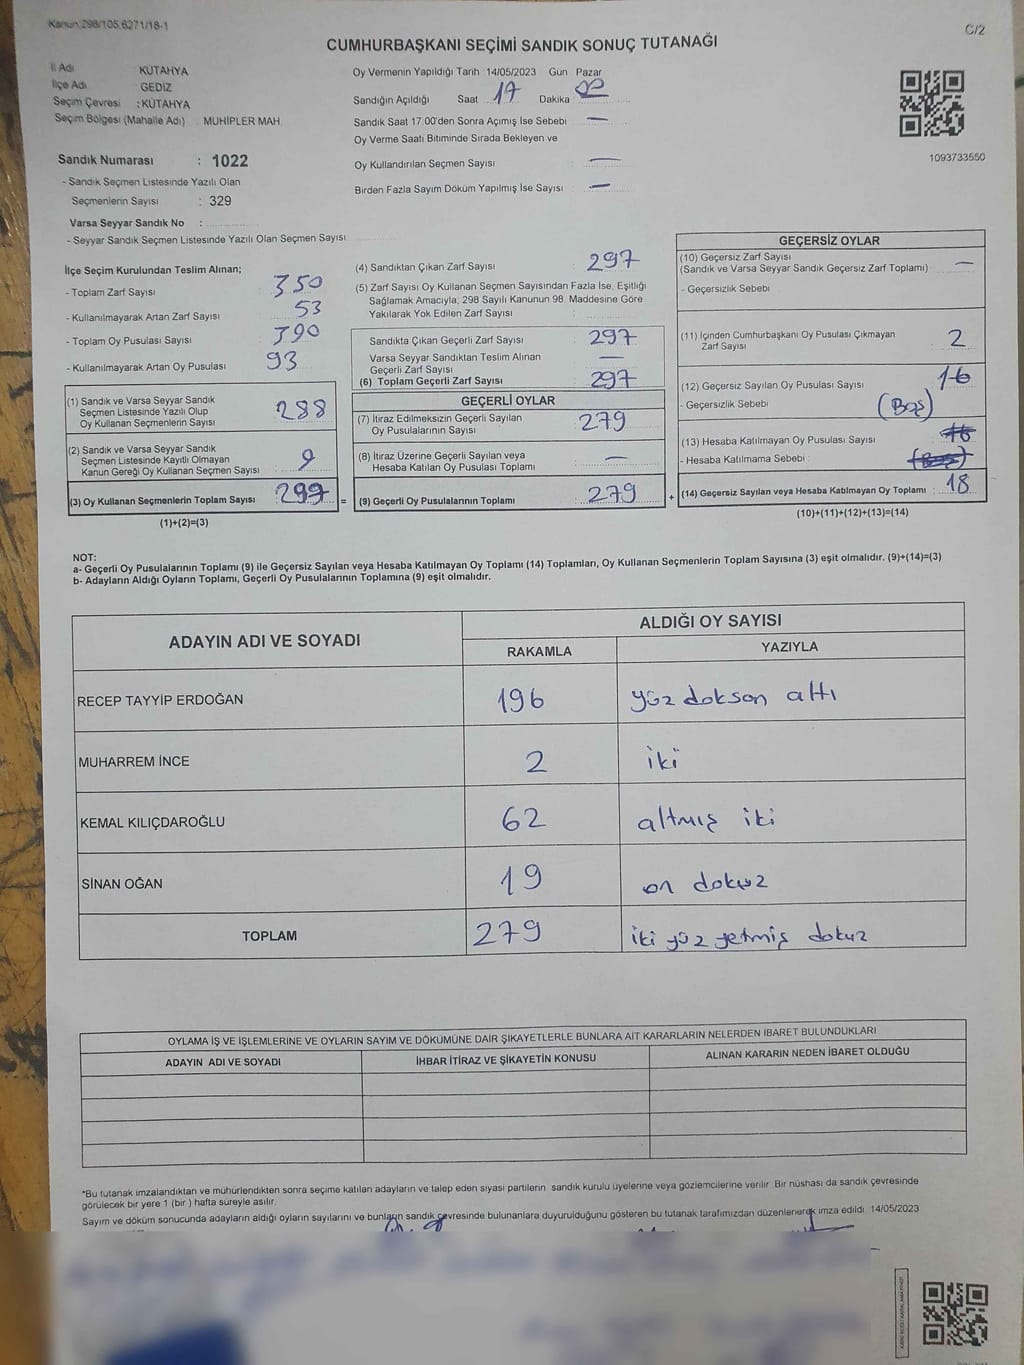 Kanun:298/105,6271/18-1
C/2
CUMHURBAŞKANI SEÇİMİ SANDIK SONUÇ TUTANAĞI
İl Adı KÜTAHYA
İlçe Adı GEDİZ
Seçim Çevresi : KÜTAHYA
Seçim Bölgesi (Mahalle Adı) MUHİPLER MAH.
Sandık Numarası : 1022
- Sandık Seçmen Listesinde Yazılı Olan
Seçmenlerin Sayısı : 329
Varsa Seyyar Sandık No :
- Seyyar Sandık Seçmen Listesinde Yazılı Olan Seçmen Sayısı
Oy Vermenin Yapıldığı Tarih 14/05/2023 Gün Pazar
Sandığın Açıldığı Saat 17 Dakika 02
Sandık Saat 17.00'den Sonra Açımış İse Sebebi —
Oy Verme Saati Bitiminde Sırada Bekleyen ve
Oy Kullandırılan Seçmen Sayısı : —
Birden Fazla Sayım Döküm Yapılmış İse Sayısı : —
1093733550
İlçe Seçim Kurulundan Teslim Alınan;
- Toplam Zarf Sayısı : 350
- Kullanılmayarak Artan Zarf Sayısı : 53
- Toplam Oy Pusulası Sayısı : 390
- Kullanılmayarak Artan Oy Pusulası : 93
(1) Sandık ve Varsa Seyyar Sandık
Seçmen Listesinde Yazılı Olup
Oy Kullanan Seçmenlerin Sayısı : 288
(2) Sandık ve Varsa Seyyar Sandık
Seçmen Listesinde Kayıtlı Olmayan
Kanun Gereği Oy Kullanan Seçmen Sayısı : 9
(3) Oy Kullanan Seçmenlerin Toplam Sayısı : 297 =
(1)+(2)=(3)
(4) Sandıktan Çıkan Zarf Sayısı : 297
(5) Zarf Sayısı Oy Kullanan Seçmen Sayısından Fazla İse, Eşitliği
Sağlamak Amacıyla, 298 Sayılı Kanunun 98. Maddesine Göre
Yakılarak Yok Edilen Zarf Sayısı :
Sandıkta Çıkan Geçerli Zarf Sayısı : 297
Varsa Seyyar Sandıktan Teslim Alınan
Geçerli Zarf Sayısı : —
(6) Toplam Geçerli Zarf Sayısı : 297
GEÇERLİ OYLAR
(7) İtiraz Edilmeksizin Geçerli Sayılan
Oy Pusulalarının Sayısı : 279
(8) İtiraz Üzerine Geçerli Sayılan veya
Hesaba Katılan Oy Pusulası Toplamı : —
(9) Geçerli Oy Pusulalarının Toplamı : 279 +
GEÇERSİZ OYLAR
(10) Geçersiz Zarf Sayısı
(Sandık ve Varsa Seyyar Sandık Geçersiz Zarf Toplamı) : —
- Geçersizlik Sebebi :
(11) İçinden Cumhurbaşkanı Oy Pusulası Çıkmayan
Zarf Sayısı : 2
(12) Geçersiz Sayılan Oy Pusulası Sayısı : 16
- Geçersizlik Sebebi : (Boş)
(13) Hesaba Katılmayan Oy Pusulası Sayısı : 16
- Hesaba Katılmama Sebebi : (Boş)
(14) Geçersiz Sayılan veya Hesaba Katılmayan Oy Toplamı : 18
(10)+(11)+(12)+(13)=(14)
NOT:
a- Geçerli Oy Pusulalarının Toplamı (9) ile Geçersiz Sayılan veya Hesaba Katılmayan Oy Toplamı (14) Toplamları, Oy Kullanan Seçmenlerin Toplam Sayısına (3) eşit olmalıdır. (9)+(14)=(3)
b- Adayların Aldığı Oyların Toplamı, Geçerli Oy Pusulalarının Toplamına (9) eşit olmalıdır.
ADAYIN ADI VE SOYADI
ALDIĞI OY SAYISI
RAKAMLA YAZIYLA
RECEP TAYYİP ERDOĞAN 196 yüz doksan altı
MUHARREM İNCE 2 iki
KEMAL KILIÇDAROĞLU 62 altmış iki
SİNAN OĞAN 19 on dokuz
TOPLAM 279 iki yüz yetmiş dokuz
OYLAMA İŞ VE İŞLEMLERİNE VE OYLARIN SAYIM VE DÖKÜMÜNE DAİR ŞİKAYETLERLE BUNLARA AİT KARARLARIN NELERDEN İBARET BULUNDUKLARI
ADAYIN ADI VE SOYADI İHBAR İTİRAZ VE ŞİKAYETİN KONUSU ALINAN KARARIN NEDEN İBARET OLDUĞU
*Bu tutanak imzalandıktan ve mühürlendikten sonra seçime katılan adayların ve talep eden siyasi partilerin sandık kurulu üyelerine veya gözlemcilerine verilir. Bir nüshası da sandık çevresinde
görülecek bir yere 1 (bir) hafta süreyle asılır.
Sayım ve döküm sonucunda adayların aldığı oyların sayılarını ve bunların sandık çevresinde bulunanlara duyurulduğunu gösteren bu tutanak tarafımızdan düzenlenerek imza edildi. 14/05/2023